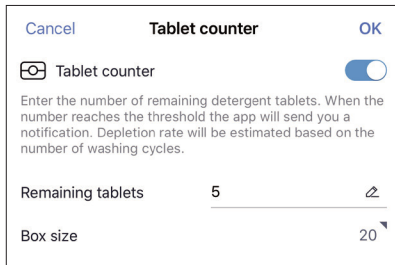 Cancel Tablet counter OK
Tablet counter
Enter the number of remaining detergent tablets. When the
number reaches the threshold the app will send you a
notification. Depletion rate will be estimated based on the
number of washing cycles.
Remaining tablets 5
Box size 20